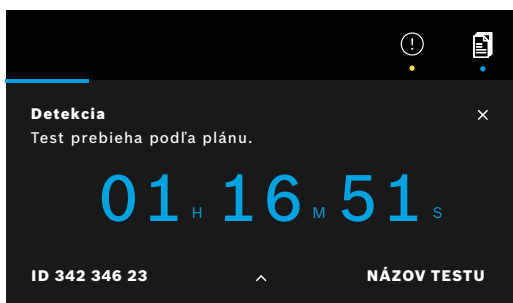 Detekcia
Test prebieha podľa plánu.
01 H 16 M 51 S
ID 342 346 23
NÁZOV TESTU